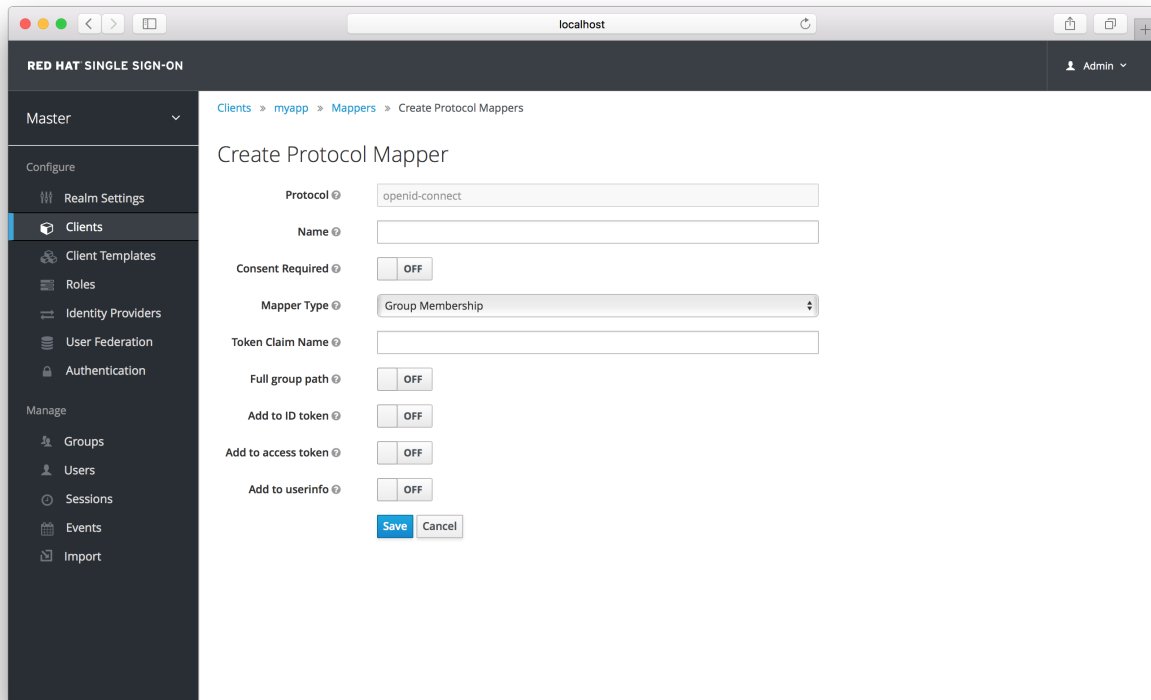 localhost
RED HAT SINGLE SIGN-ON
Admin
Master
Clients » myapp » Mappers » Create Protocol Mappers
Configure
Realm Settings
Clients
Client Templates
Roles
Identity Providers
User Federation
Authentication
Manage
Groups
Users
Sessions
Events
Import
Create Protocol Mapper
Protocol openid-connect
Name
Consent Required OFF
Mapper Type Group Membership
Token Claim Name
Full group path OFF
Add to ID token OFF
Add to access token OFF
Add to userinfo OFF
Save Cancel